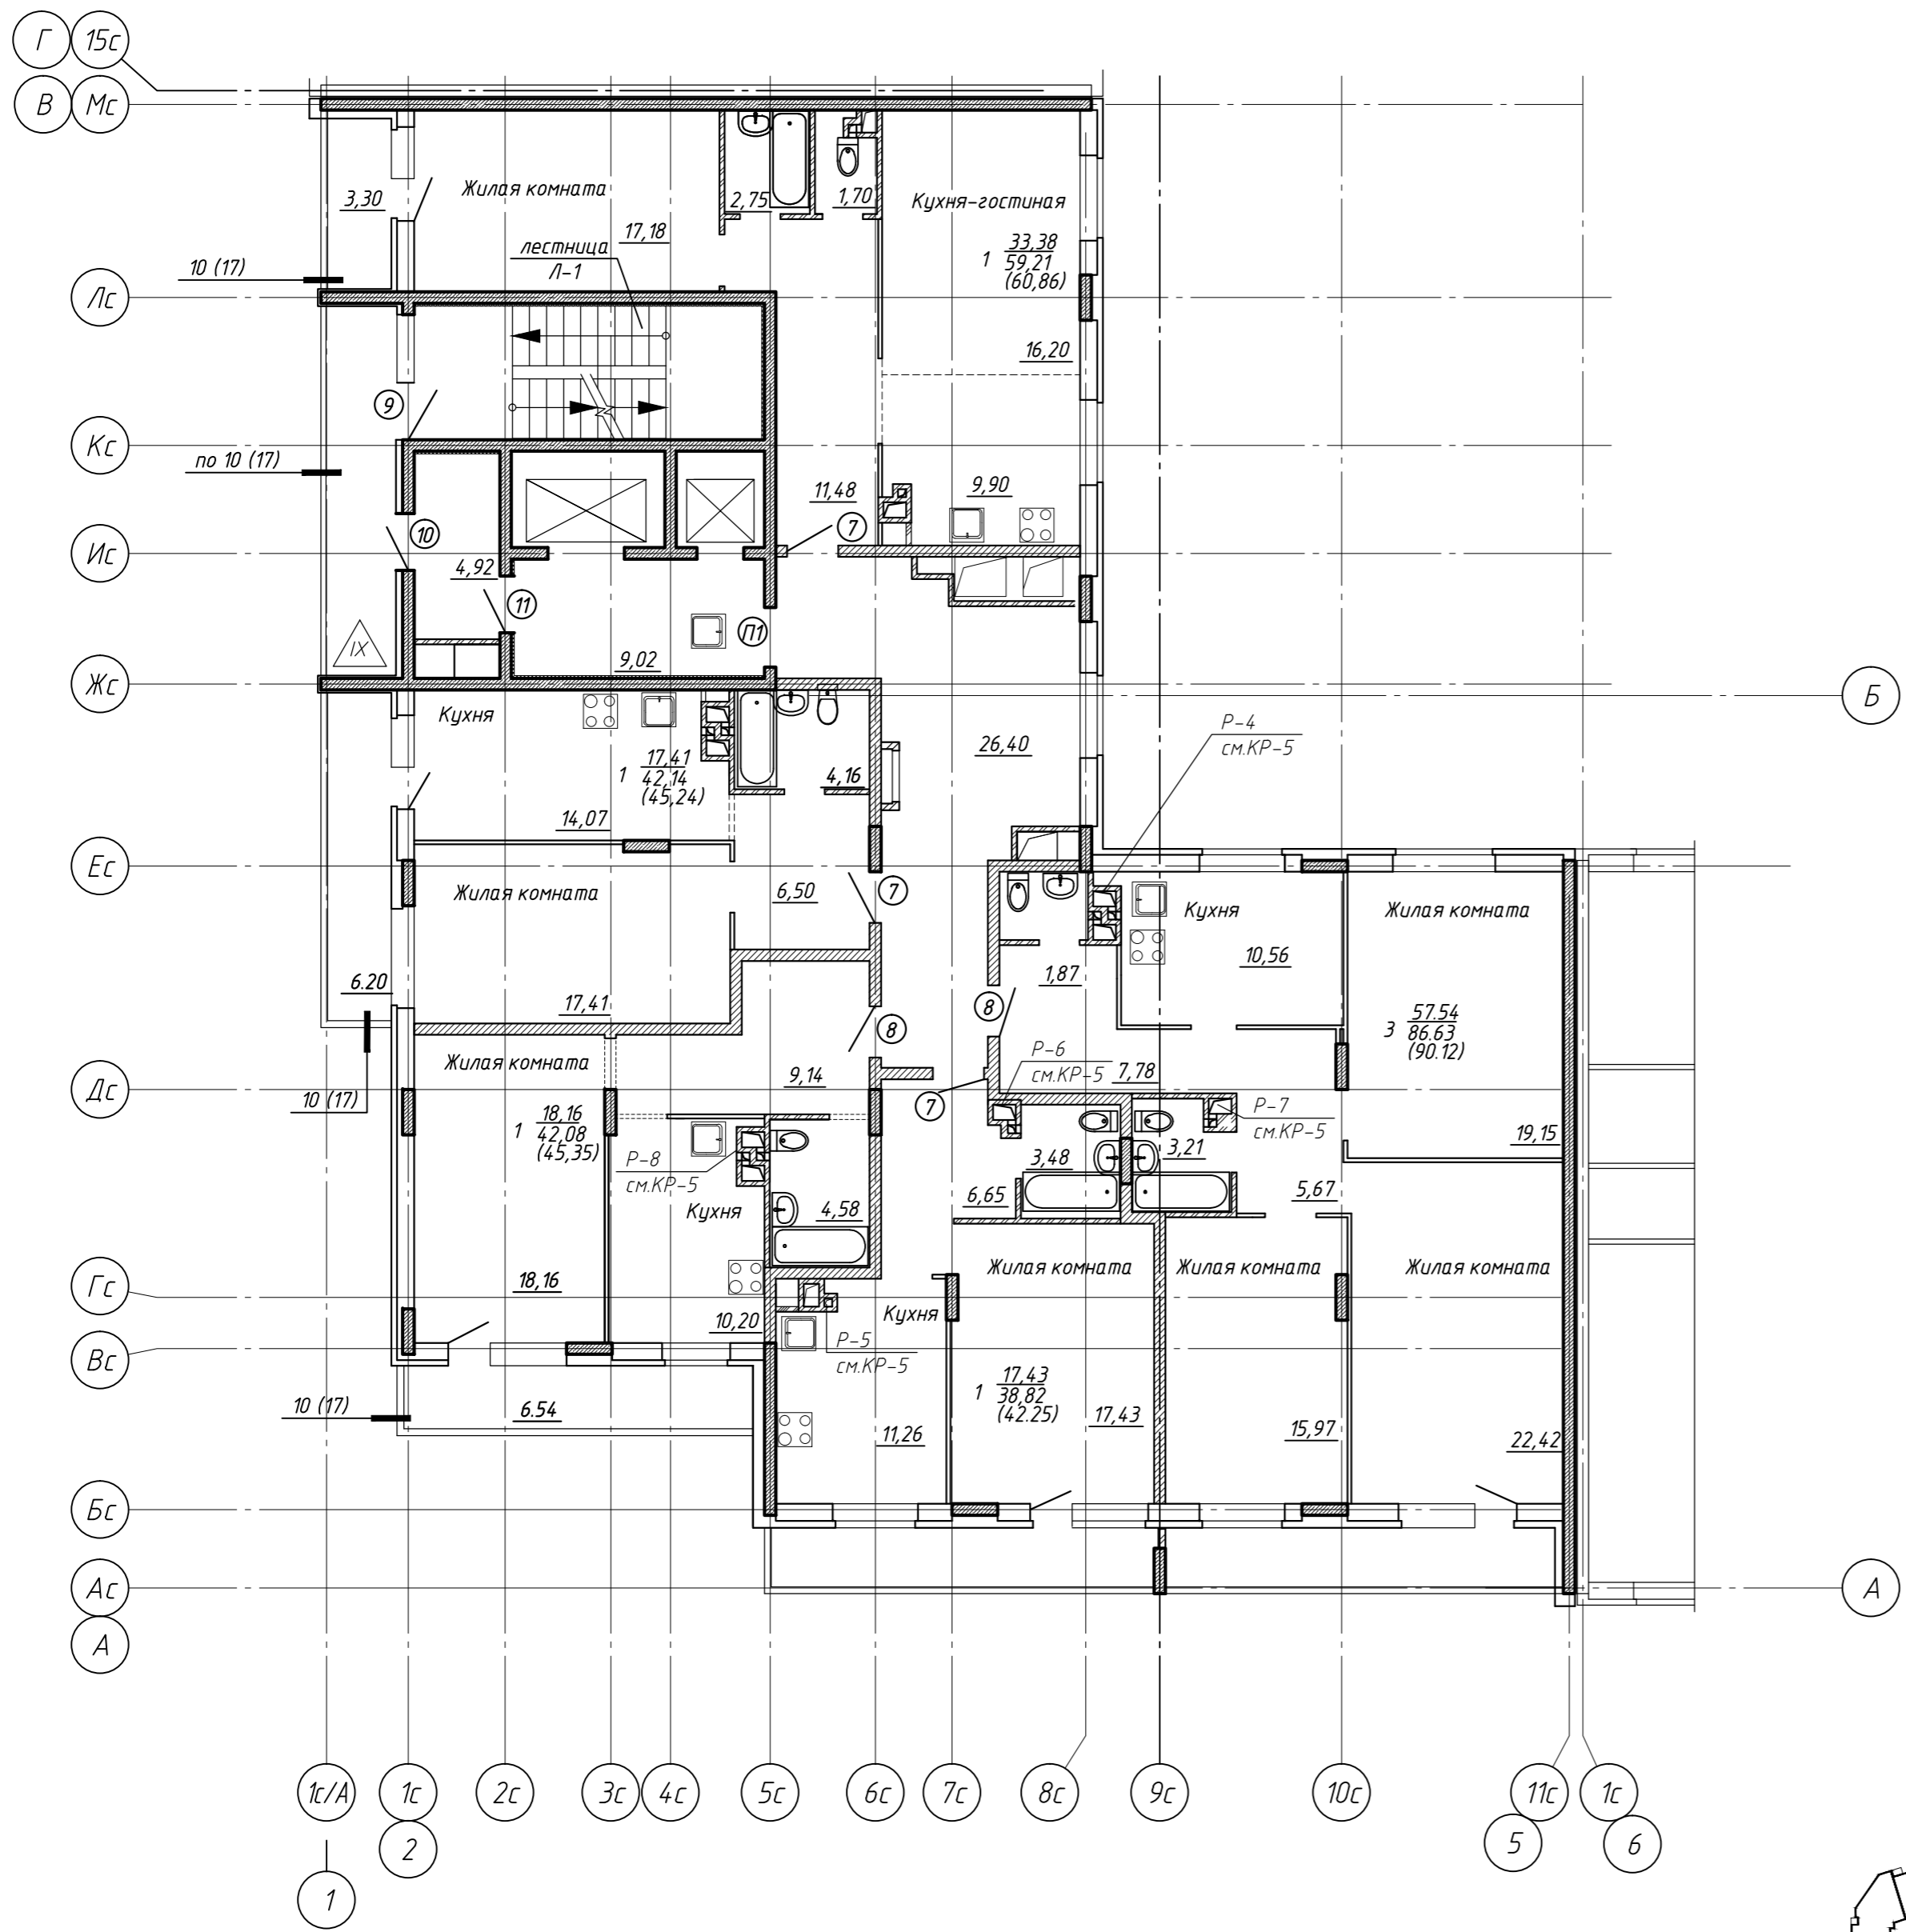 Г 15с
В Мс
Жилая комната
3,30
2,75
1,70
Кухня-гостиная
17,18
лестница
Л-1
33,38
1 59,21
(60,86)
10 (17)
Лс
16,20
9
Кс
по 10 (17)
11,48
9,90
7
10
Ис
4,92
11
П1
IX
9,02
Жс
Б
Кухня
Р-4
см.КР-5
26,40
17,41
1 42,14
(45,24)
4,16
14,07
Ес
Жилая комната
6,50
7
Кухня
Жилая комната
10,56
1,87
6.20
17,41
8
8
57.54
3 86.63
(90.12)
Жилая комната
Р-6
см.КР-5
7,78
Дс
9,14
10 (17)
7
Р-7
см.КР-5
18,16
1 42,08
(45,35)
19,15
Р-8
см.КР-5
3,48
3,21
6,65
5,67
Кухня
4,58
Гс
18,16
Жилая комната
Жилая комната
Жилая комната
Кухня
10,20
Р-5
см.КР-5
Вс
17,43
1 38,82
(42.25)
10 (17)
6.54
11,26
17,43
15,97
22,42
Бс
Ас
А
А
1с/А
1с
2с
3с
4с
5с
6с
7с
8с
9с
10с
11с
1с
2
5
6
1